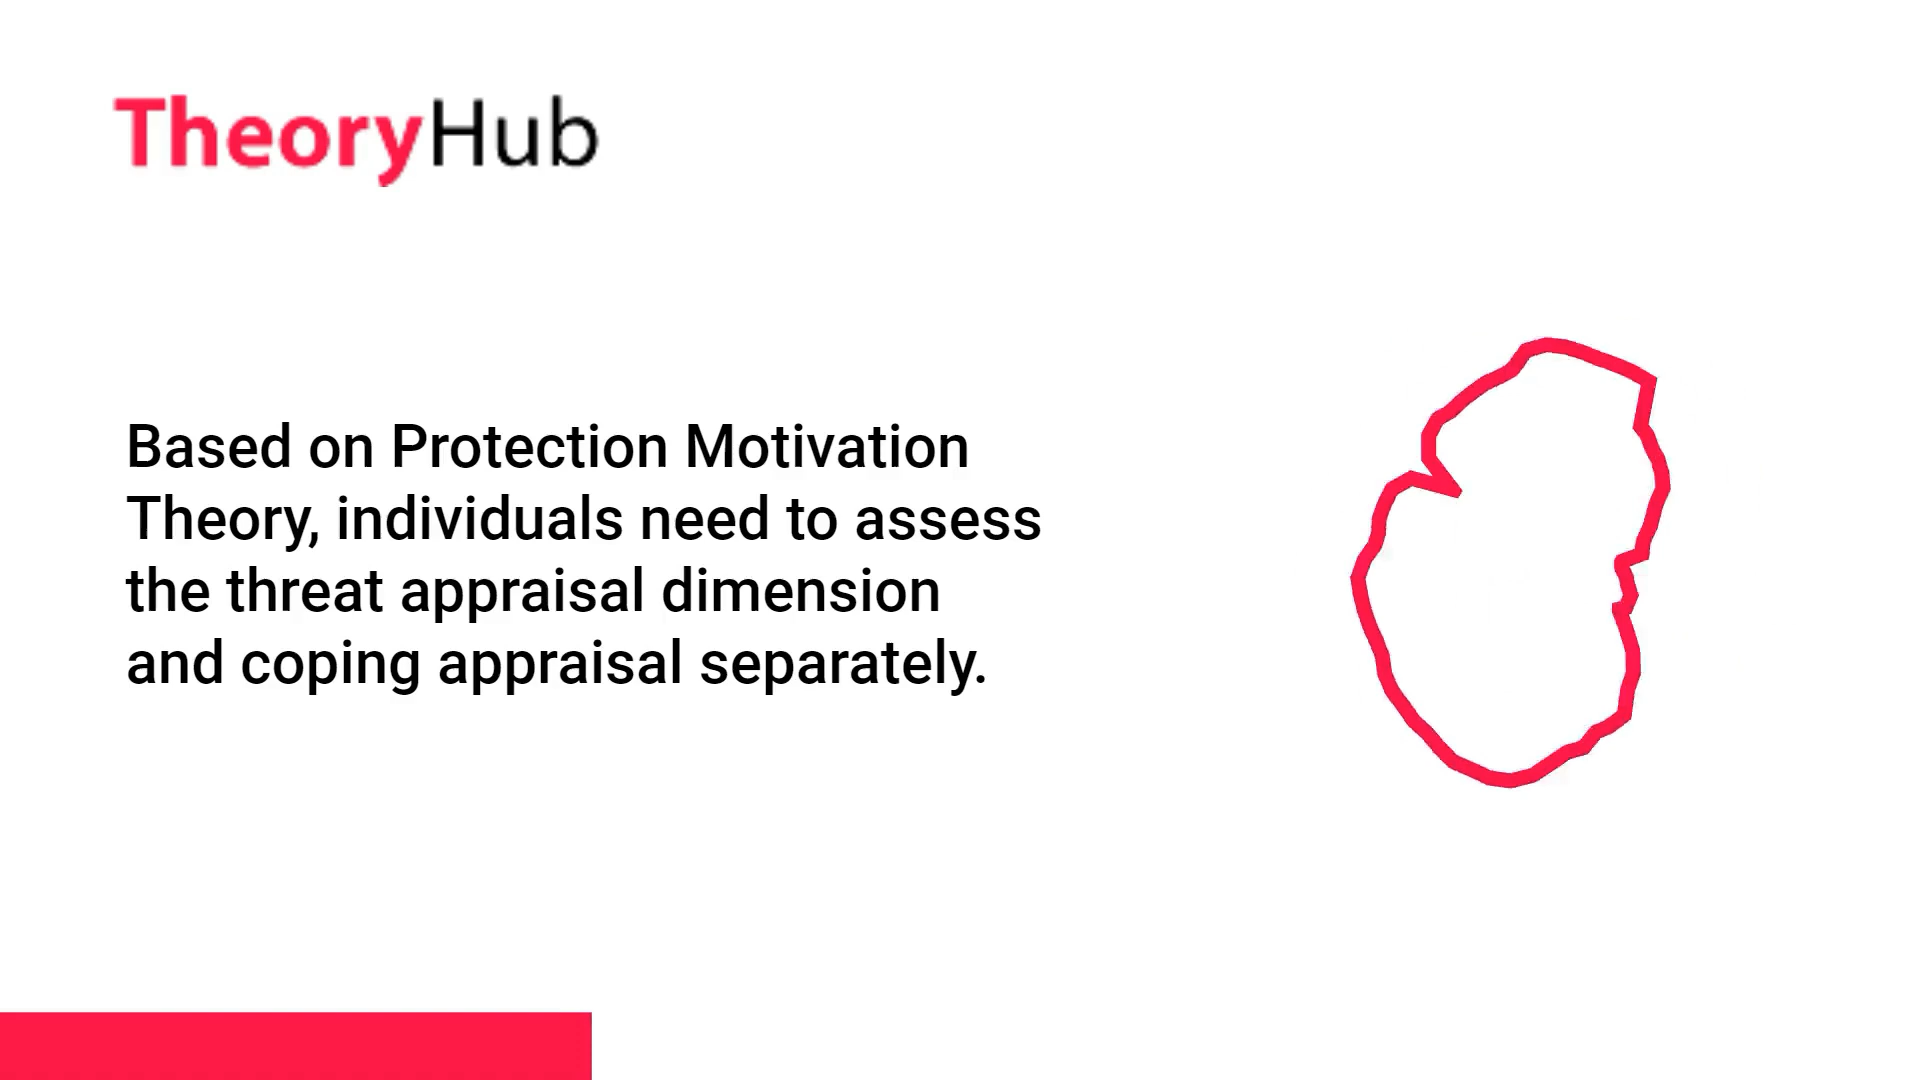 TheoryHub
Based on Protection Motivation
Theory, individuals need to assess
the threat appraisal dimension
and coping appraisal separately.